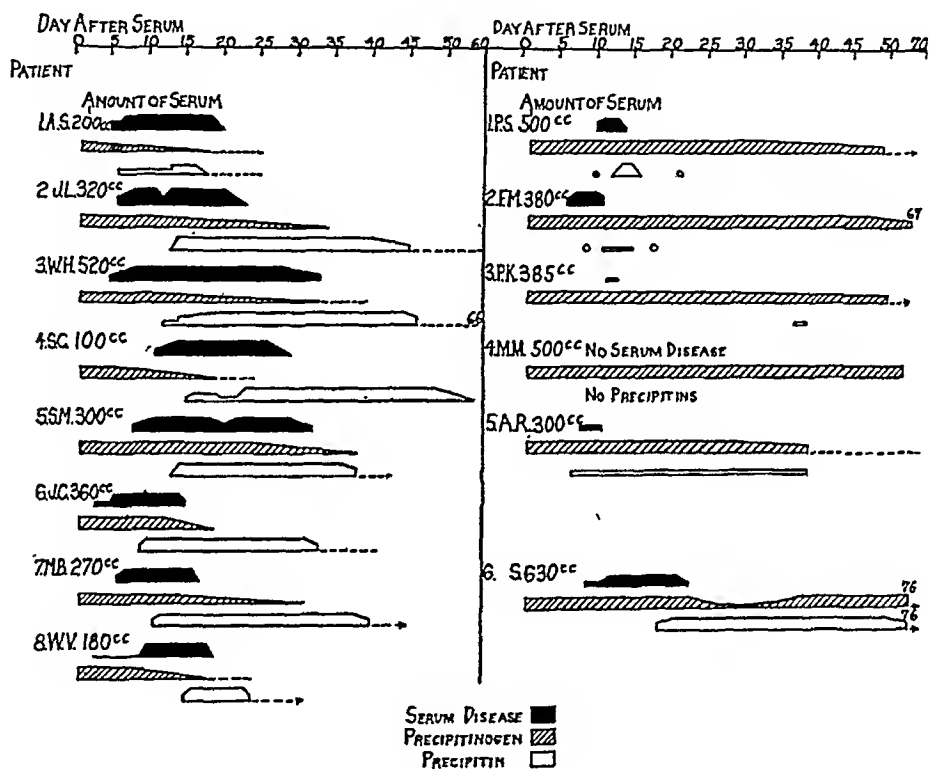 DAY AFTER SERUM
0 5 10 15 20 25 30 35 40 45 50 60
PATIENT
AMOUNT OF SERUM
1.A.S. 200cc
2 J.L. 320cc
3.W.H. 520cc
66
4.S.G. 100cc
5.S.M. 300cc
6.J.C. 360cc
7.M.B. 270cc
8.W.V. 180cc
DAY AFTER SERUM
0 5 10 15 20 25 30 35 40 45 50 70
PATIENT
AMOUNT OF SERUM
1.P.S. 500cc
2.F.M. 380cc
67
3.P.K. 385cc
4.M.M. 500cc NO SERUM DISEASE
NO PRECIPITINS
5.A.R. 300cc
6. S. 630cc
76
76
SERUM DISEASE
PRECIPITINOGEN
PRECIPITIN